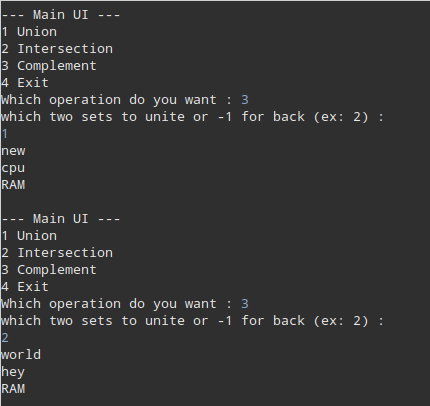 --- Main UI ---
1 Union
2 Intersection
3 Complement
4 Exit
Which operation do you want : 3
which two sets to unite or -1 for back (ex: 2) :
1
new
cpu
RAM

--- Main UI ---
1 Union
2 Intersection
3 Complement
4 Exit
Which operation do you want : 3
which two sets to unite or -1 for back (ex: 2) :
2
world
hey
RAM